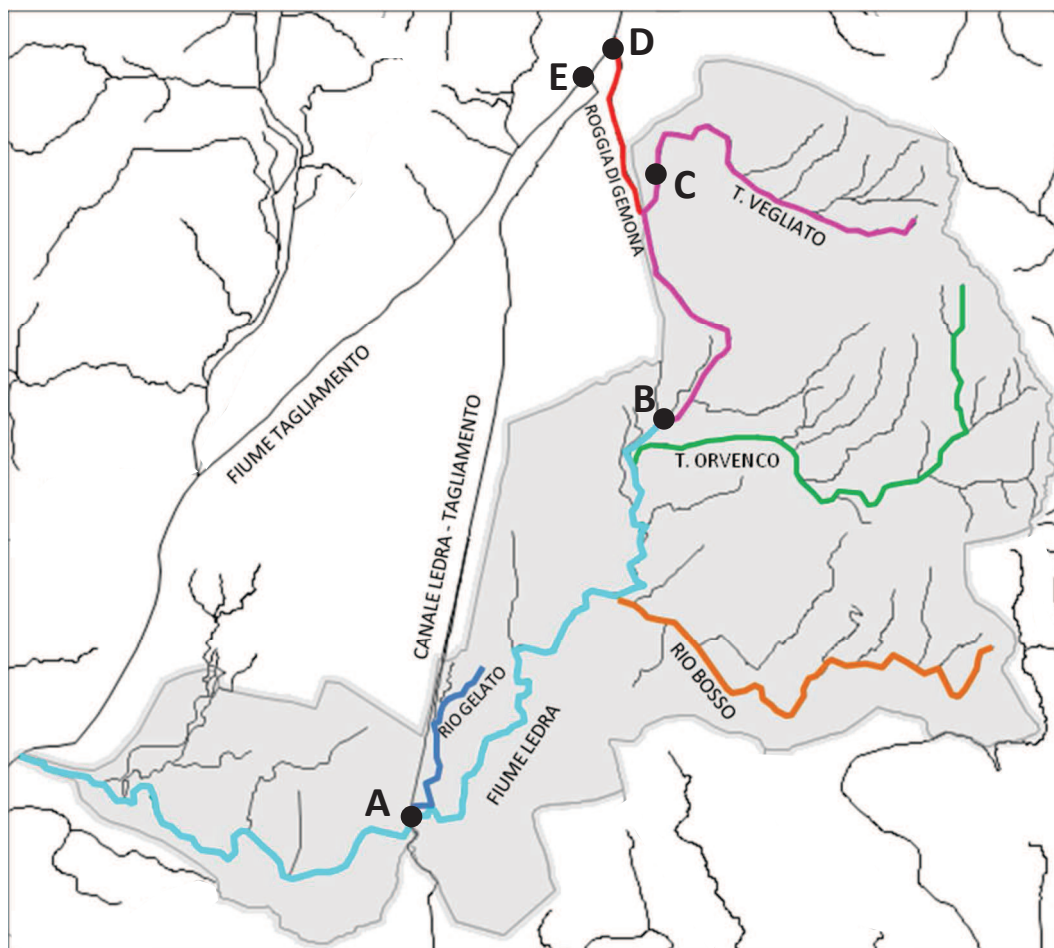 D
E
ROGGIA DI GEMONA
C
T. VEGLIATO
FIUME TAGLIAMENTO
B
CANALE LEDRA - TAGLIAMENTO
T. ORVENCO
RIO BOSSO
RIO GELATO
FIUME LEDRA
A